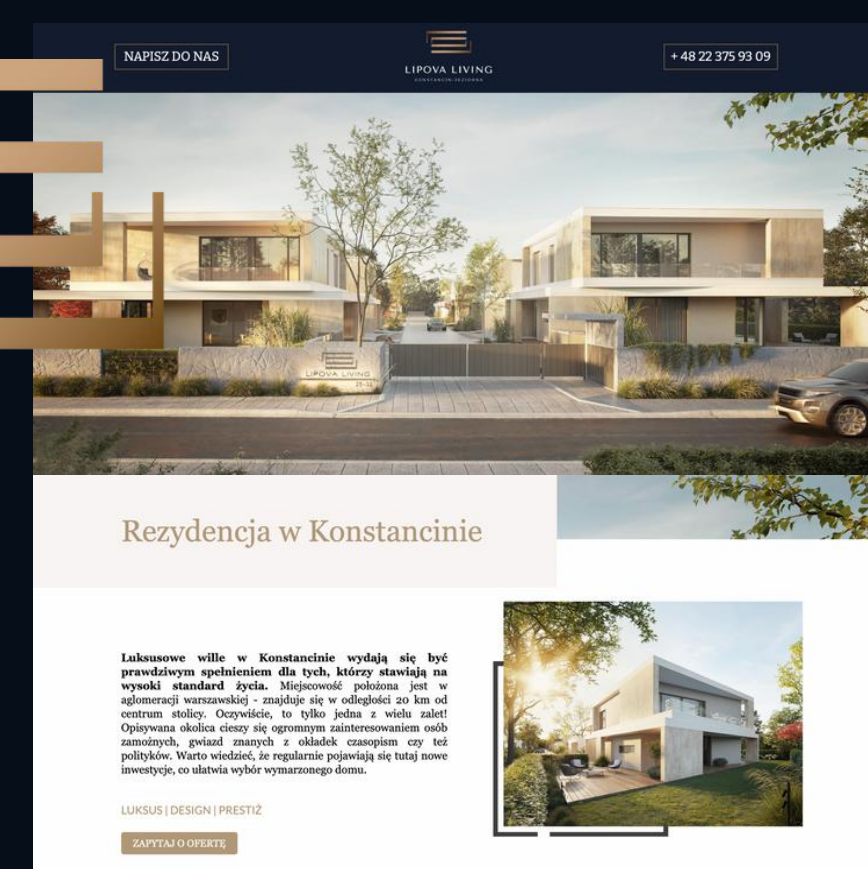 NAPISZ DO NAS
LIPOVA LIVING
KONSTANCIN-JEZIORNA
+ 48 22 375 93 09
LIPOVA LIVING
25-31
Rezydencja w Konstancinie
Luksusowe wille w Konstancinie wydają się być
prawdziwym spełnieniem dla tych, którzy stawiają na
wysoki standard życia. Miejscowość położona jest w
aglomeracji warszawskiej - znajduje się w odległości 20 km od
centrum stolicy. Oczywiście, to tylko jedna z wielu zalet!
Opisywana okolica cieszy się ogromnym zainteresowaniem osób
zamożnych, gwiazd znanych z okładek czasopism czy też
polityków. Warto wiedzieć, że regularnie pojawiają się tutaj nowe
inwestycje, co ułatwia wybór wymarzonego domu.
LUKSUS | DESIGN | PRESTIŻ
ZAPYTAJ O OFERTĘ